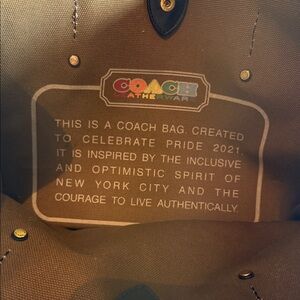 COACH
LEATHERWARE
THIS IS A COACH BAG. CREATED
TO CELEBRATE PRIDE 2021,
IT IS INSPIRED BY THE INCLUSIVE
AND OPTIMISTIC SPIRIT OF
NEW YORK CITY AND THE
COURAGE TO LIVE AUTHENTICALLY.